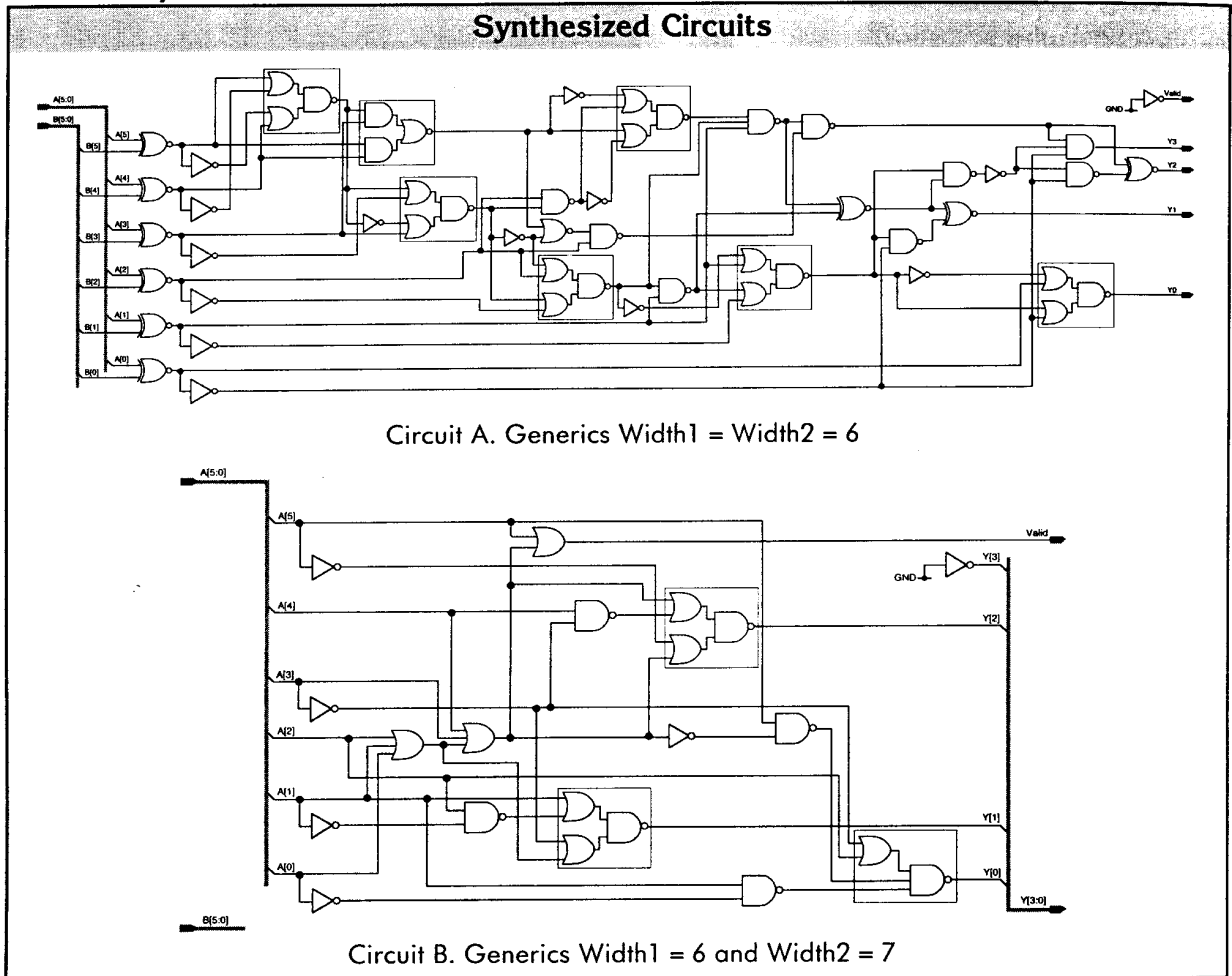 Synthesized Circuits
A[5:0]
B[5:0]
A[5]
B[5]
A[4]
B[4]
A[3]
B[3]
A[2]
B[2]
A[1]
B[1]
A[0]
B[0]
GND
Valid
Y3
Y2
Y1
Y0
Circuit A. Generics Width1 = Width2 = 6
A[5:0]
A[5]
Valid
GND
Y[3]
A[4]
Y[2]
A[3]
A[2]
A[1]
Y[1]
A[0]
Y[0]
B[5:0]
Y[3:0]
Circuit B. Generics Width1 = 6 and Width2 = 7